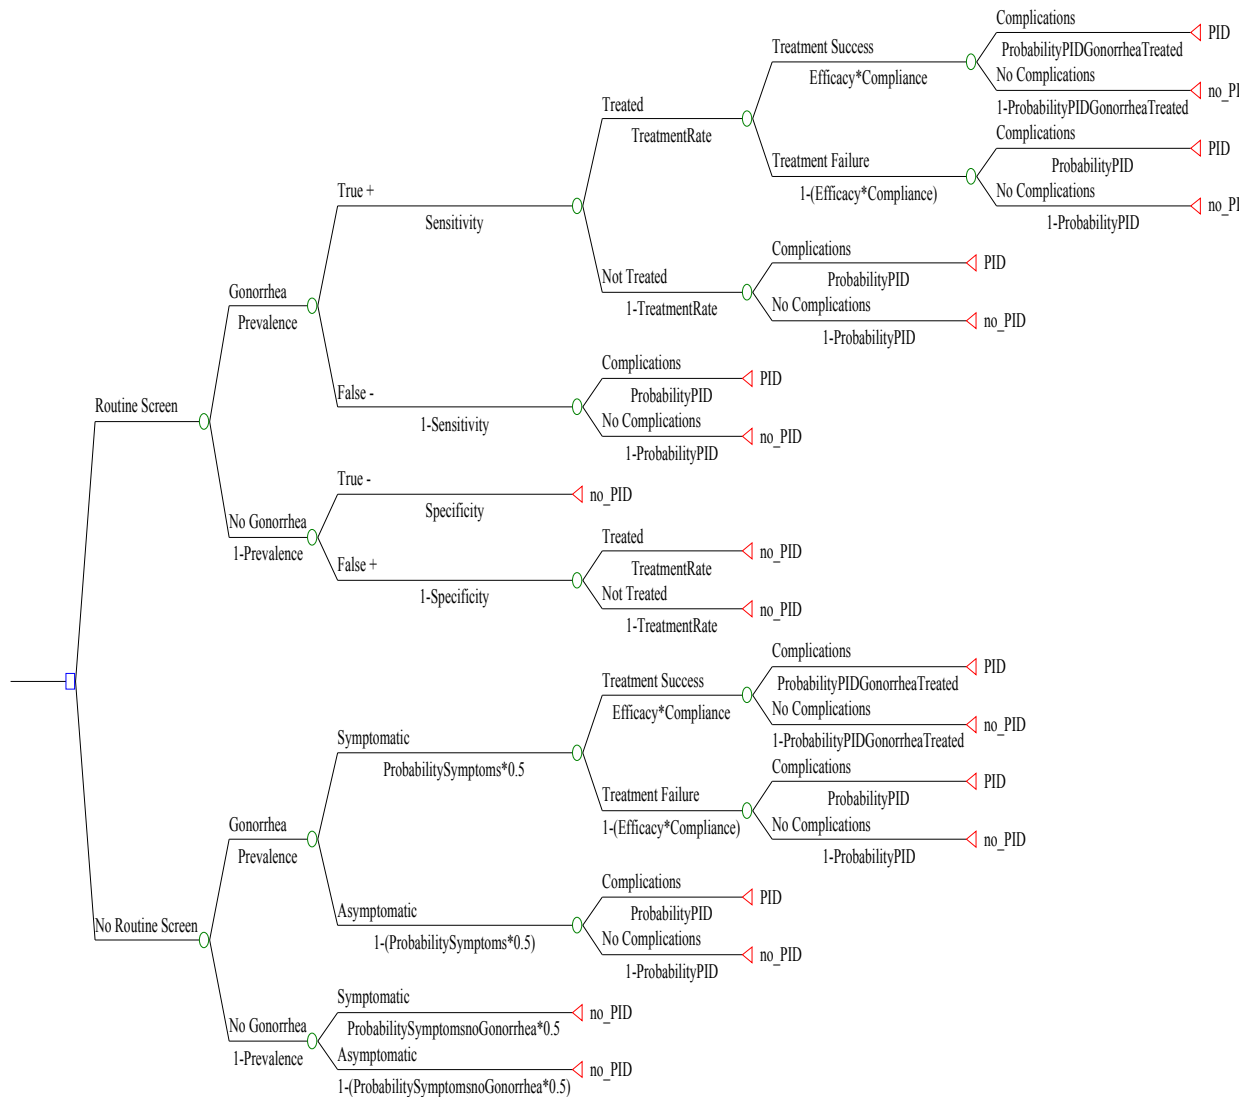 Complications
PID
ProbabilityPIDGonorrheaTreated
Treatment Success
Efficacy*Compliance
No Complications
no_PI
1-ProbabilityPIDGonorrheaTreated
Treated
TreatmentRate
Complications
PID
ProbabilityPID
Treatment Failure
1-(Efficacy*Compliance)
No Complications
no_PI
1-ProbabilityPID
True +
Sensitivity
Complications
PID
ProbabilityPID
Not Treated
1-TreatmentRate
No Complications
no_PID
1-ProbabilityPID
Gonorrhea
Prevalence
Complications
PID
ProbabilityPID
False -
1-Sensitivity
No Complications
no_PID
1-ProbabilityPID
Routine Screen
True -
no_PID
Specificity
No Gonorrhea
1-Prevalence
Treated
no_PID
TreatmentRate
False +
1-Specificity
Not Treated
no_PID
1-TreatmentRate
Complications
PID
ProbabilityPIDGonorrheaTreated
Treatment Success
Efficacy*Compliance
No Complications
no_PID
1-ProbabilityPIDGonorrheaTreated
Symptomatic
ProbabilitySymptoms*0.5
Complications
PID
ProbabilityPID
Treatment Failure
1-(Efficacy*Compliance)
No Complications
no_PID
1-ProbabilityPID
Gonorrhea
Prevalence
Complications
PID
ProbabilityPID
Asymptomatic
1-(ProbabilitySymptoms*0.5)
No Complications
no_PID
1-ProbabilityPID
No Routine Screen
Symptomatic
no_PID
ProbabilitySymptomsnoGonorrhea*0.5
No Gonorrhea
1-Prevalence
Asymptomatic
no_PID
1-(ProbabilitySymptomsnoGonorrhea*0.5)